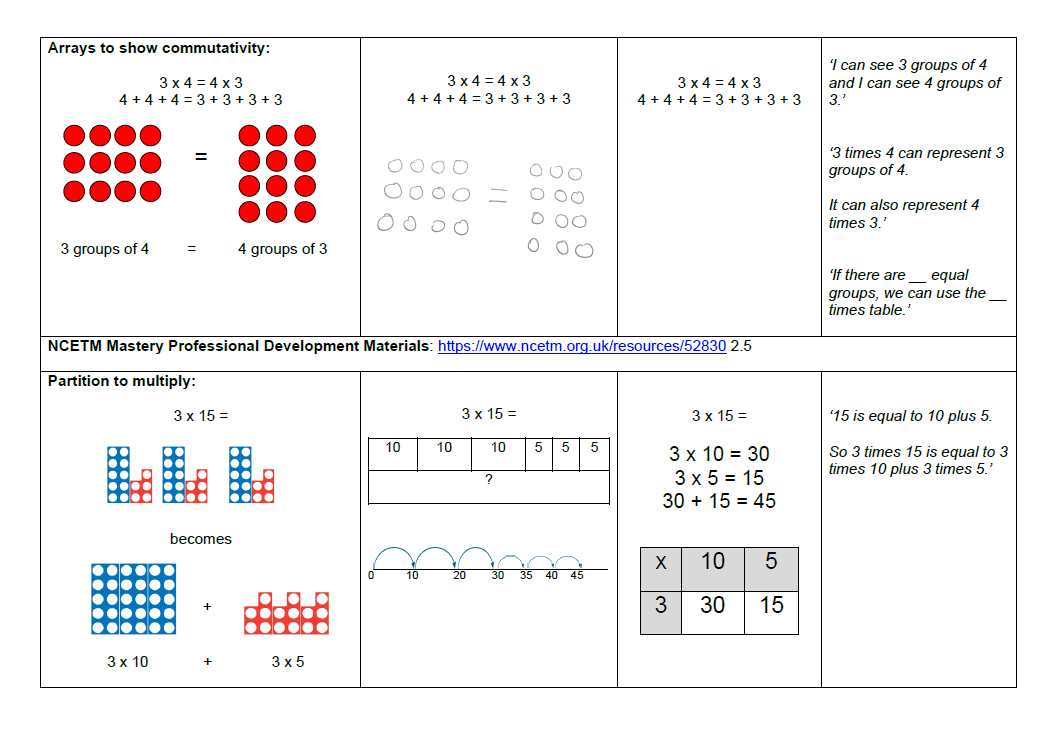 Arrays to show commutativity:
3 x 4 = 4 x 3
4 + 4 + 4 = 3 + 3 + 3 + 3
=
3 groups of 4 = 4 groups of 3
3 x 4 = 4 x 3
4 + 4 + 4 = 3 + 3 + 3 + 3
=
3 x 4 = 4 x 3
4 + 4 + 4 = 3 + 3 + 3 + 3
‘I can see 3 groups of 4
and I can see 4 groups of
3.’
‘3 times 4 can represent 3
groups of 4.
It can also represent 4
times 3.’
‘If there are __ equal
groups, we can use the __
times table.’
NCETM Mastery Professional Development Materials: https://www.ncetm.org.uk/resources/52830 2.5
Partition to multiply:
3 x 15 =
becomes
+
3 x 10 + 3 x 5
3 x 15 =
10 10 10 5 5 5
?
0 10 20 30 35 40 45
3 x 15 =
3 x 10 = 30
3 x 5 = 15
30 + 15 = 45
x 10 5
3 30 15
‘15 is equal to 10 plus 5.
So 3 times 15 is equal to 3
times 10 plus 3 times 5.’